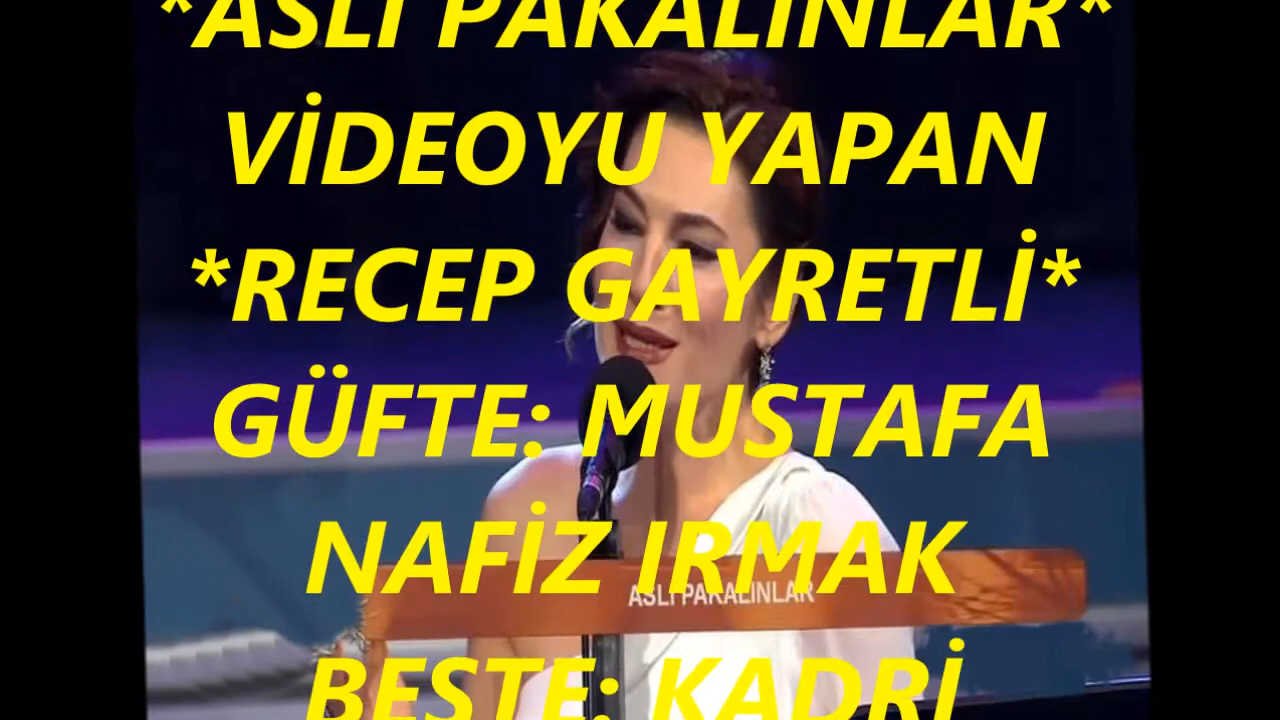 *ASLI PAKALINLAR*
VİDEOYU YAPAN
*RECEP GAYRETLİ*
GÜFTE: MUSTAFA
NAFİZ IRMAK
ASLI PAKALINLAR
BESTE: KADRİ